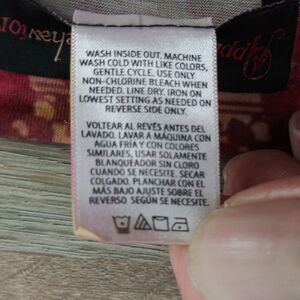 WASH INSIDE OUT. MACHINE
WASH COLD WITH LIKE COLORS,
GENTLE CYCLE, USE ONLY
NON-CHLORINE BLEACH WHEN
NEEDED. LINE DRY. IRON ON
LOWEST SETTING AS NEEDED ON
REVERSE SIDE ONLY.
VOLTEAR AL REVÉS ANTES DEL
LAVADO. LAVAR A MÁQUINA CON
AGUA FRÍA Y CON COLORES
SIMILARES, USAR SOLAMENTE
BLANQUEADOR SIN CLORO
CUANDO SE NECESITE. SECAR
COLGADO. PLANCHAR CON EL
MÁS BAJO AJUSTE SOBRE EL
REVERSO SEGÚN SE NECESITE.